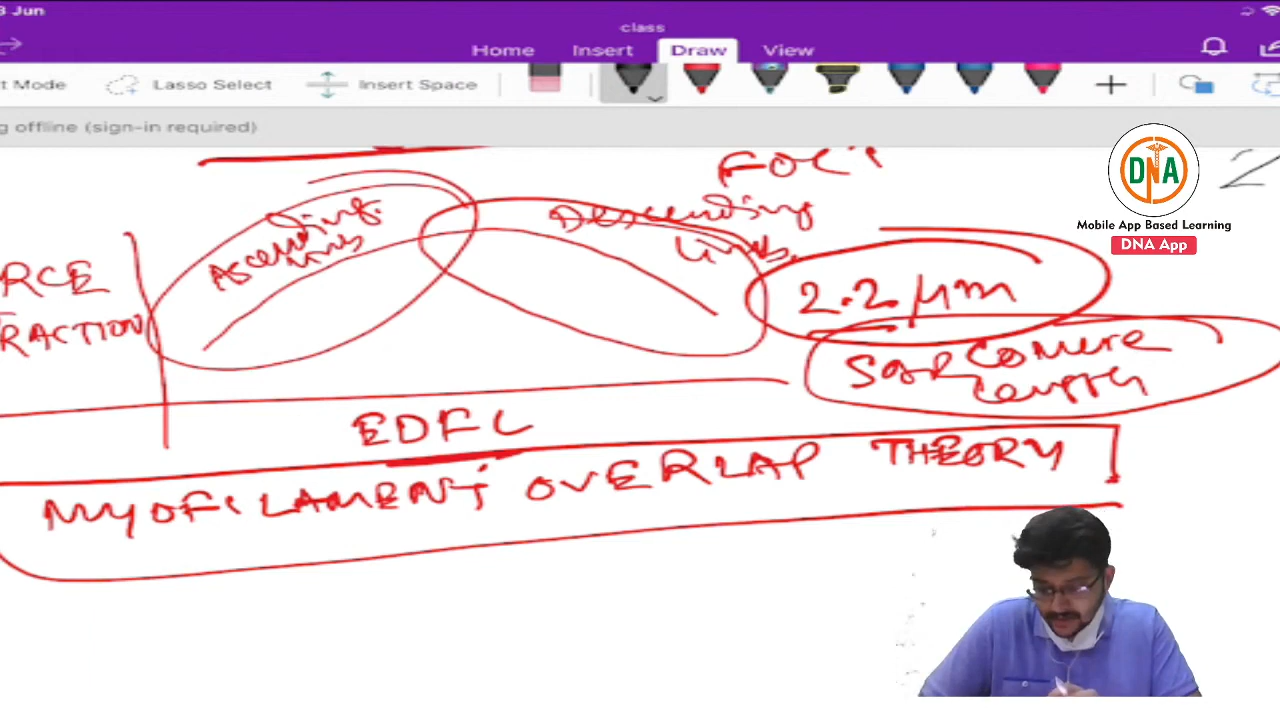 3 Jun
class
Home Insert Draw View
t Mode Lasso Select Insert Space
g offline (sign-in required)
DNA
Mobile App Based Learning
DNA App
Ascending
limb
Descending
limb.
RCE
RACTION
2.2 μm
SARCOMERE
LENGTH
EDFL
MYOFILAMENT OVERLAP THEORY